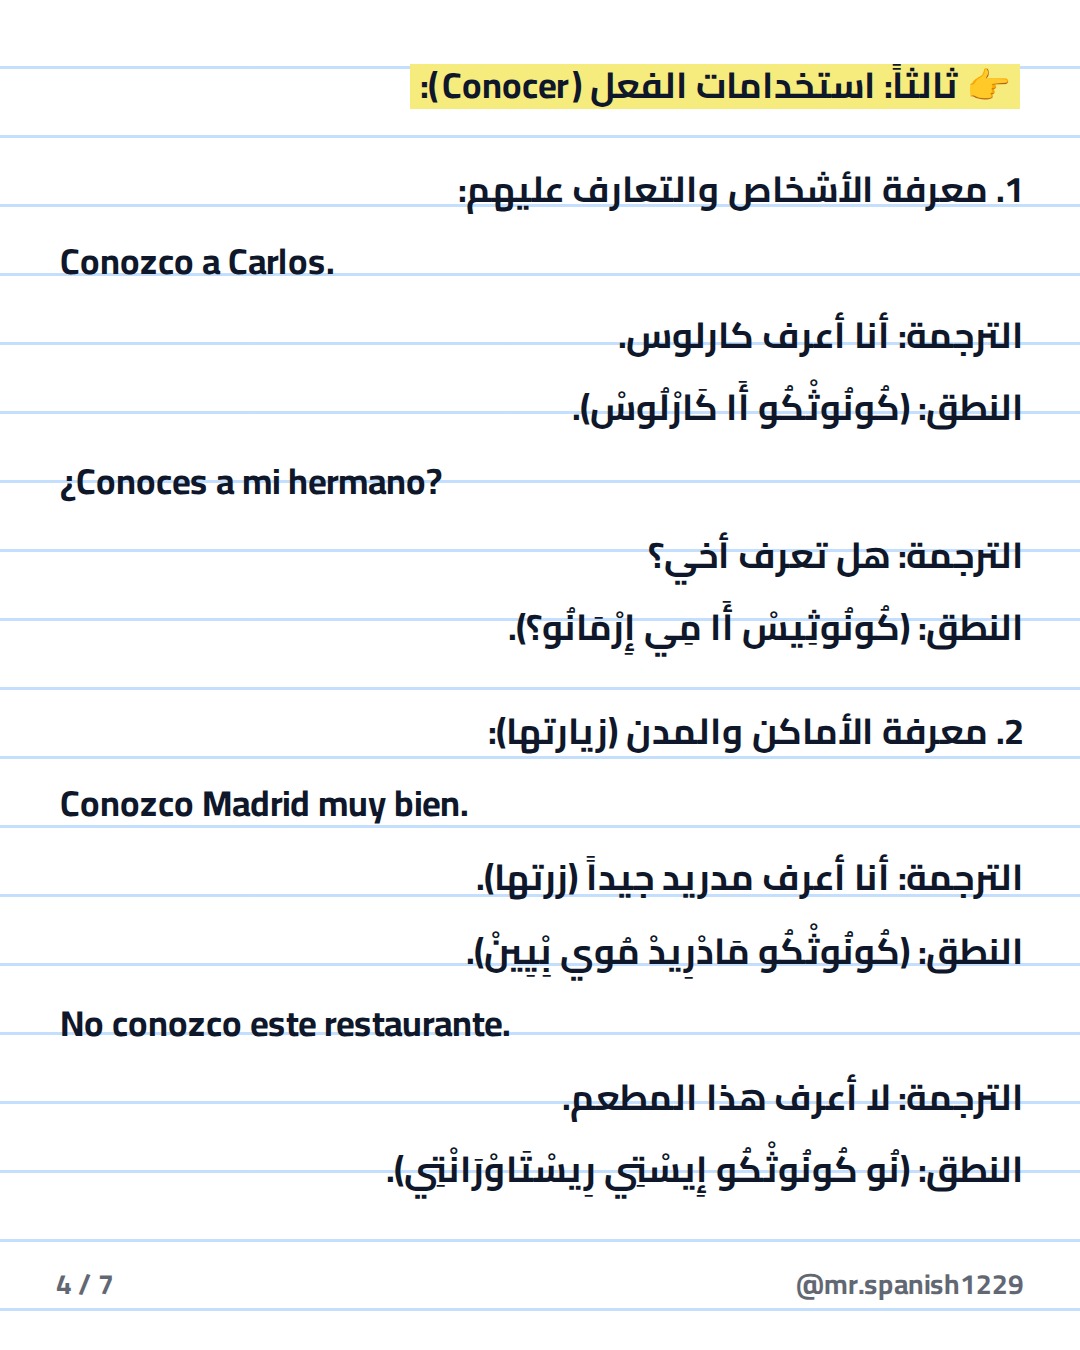 👉 ثالثاً: استخدامات الفعل (Conocer):
1. معرفة الأشخاص والتعارف عليهم:
Conozco a Carlos.
الترجمة: أنا أعرف كارلوس.
النطق: (كُونُوثْكُو أَا كَارْلُوسْ).
¿Conoces a mi hermano?
الترجمة: هل تعرف أخي؟
النطق: (كُونُوثِيسْ أَا مِي إِرْمَانُو؟).
2. معرفة الأماكن والمدن (زيارتها):
Conozco Madrid muy bien.
الترجمة: أنا أعرف مدريد جيداً (زرتها).
النطق: (كُونُوثْكُو مَادْرِيدْ مُوي بْيِينْ).
No conozco este restaurante.
الترجمة: لا أعرف هذا المطعم.
النطق: (نُو كُونُوثْكُو إِيسْتِي رِيسْتَاوْرَانْتِي).
4 / 7
@mr.spanish1229